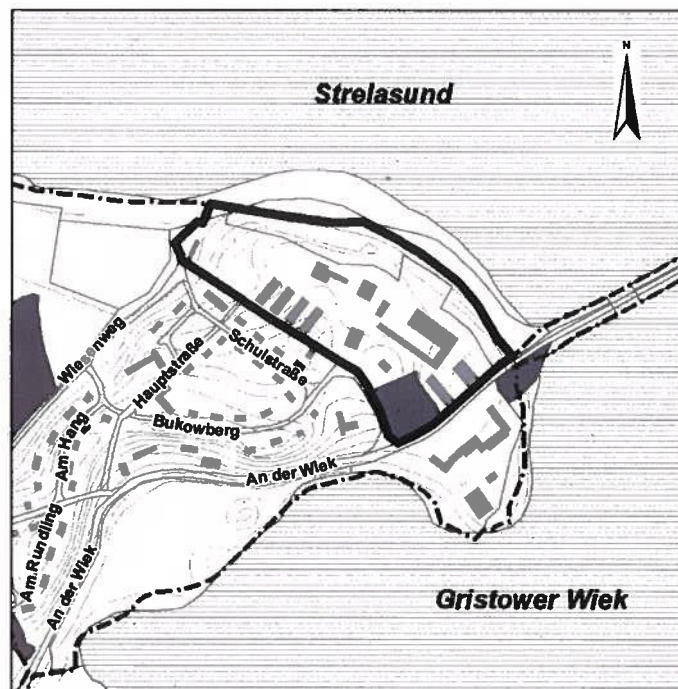 N
Strelasund
Wiesenweg
Hauptstraße
Schulstraße
Am Hang
Bukowberg
An der Wiek
Am Rundling
An der Wiek
Gristower Wiek